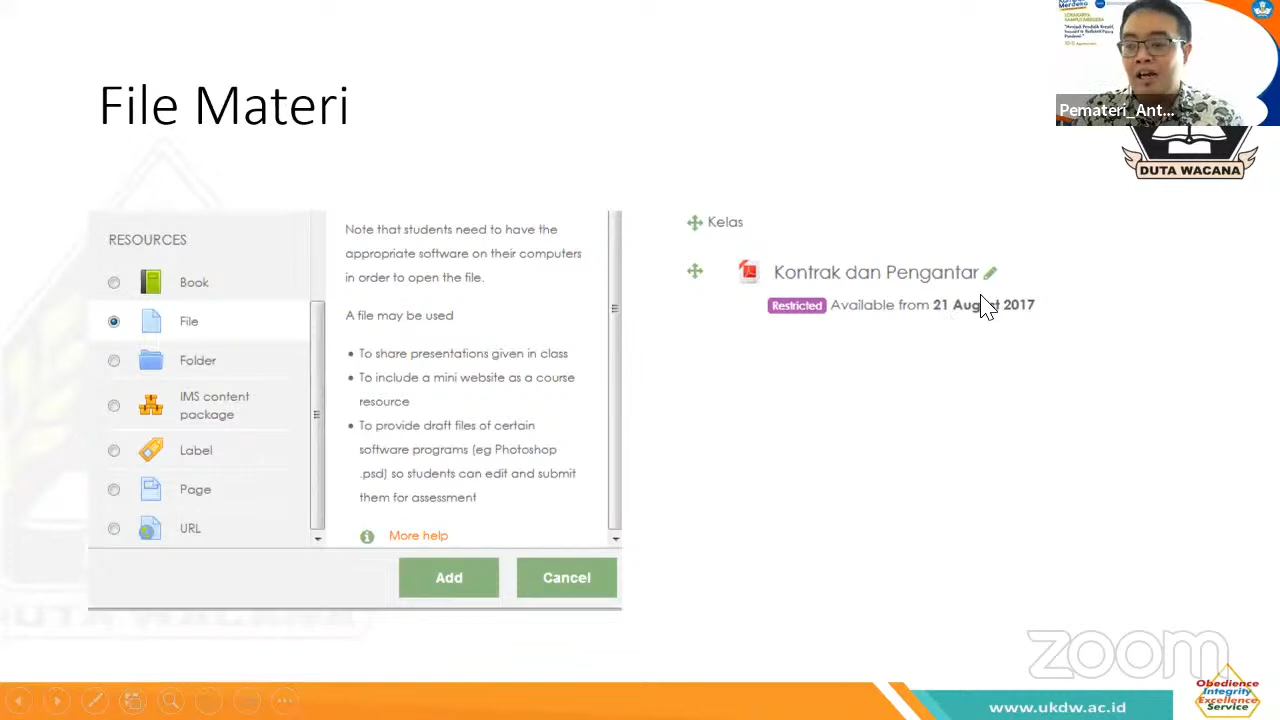 File Materi
Pemateri_Ant...
DUTA WACANA
RESOURCES
Book
File
Folder
IMS content
package
Label
Page
URL
Note that students need to have the
appropriate software on their computers
in order to open the file.
A file may be used
• To share presentations given in class
• To include a mini website as a course
resource
• To provide draft files of certain
software programs (eg Photoshop
.psd) so students can edit and submit
them for assessment
More help
Add
Cancel
Kelas
Kontrak dan Pengantar
Restricted Available from 21 August 2017
zoom
www.ukdw.ac.id
Obedience
Integrity
Excellence
Service